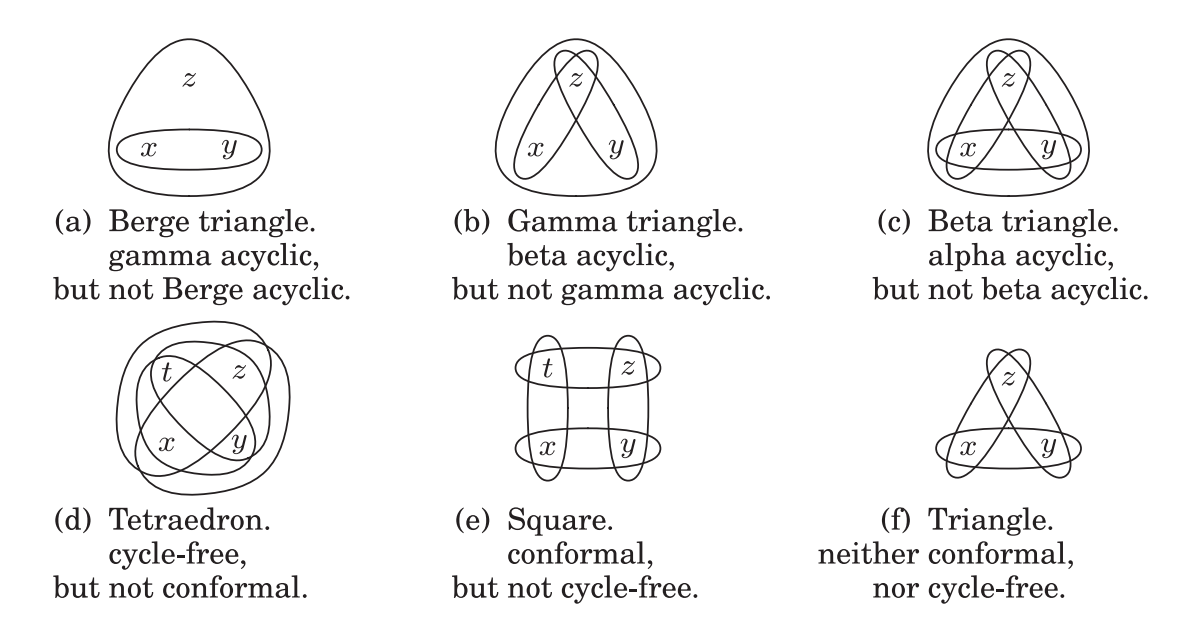 z
x y
z
x y
z
x y
(a) Berge triangle.
gamma acyclic,
but not Berge acyclic.
(b) Gamma triangle.
beta acyclic,
but not gamma acyclic.
(c) Beta triangle.
alpha acyclic,
but not beta acyclic.
t z
x y
t z
x y
z
x y
(d) Tetraedron.
cycle-free,
but not conformal.
(e) Square.
conformal,
but not cycle-free.
(f) Triangle.
neither conformal,
nor cycle-free.